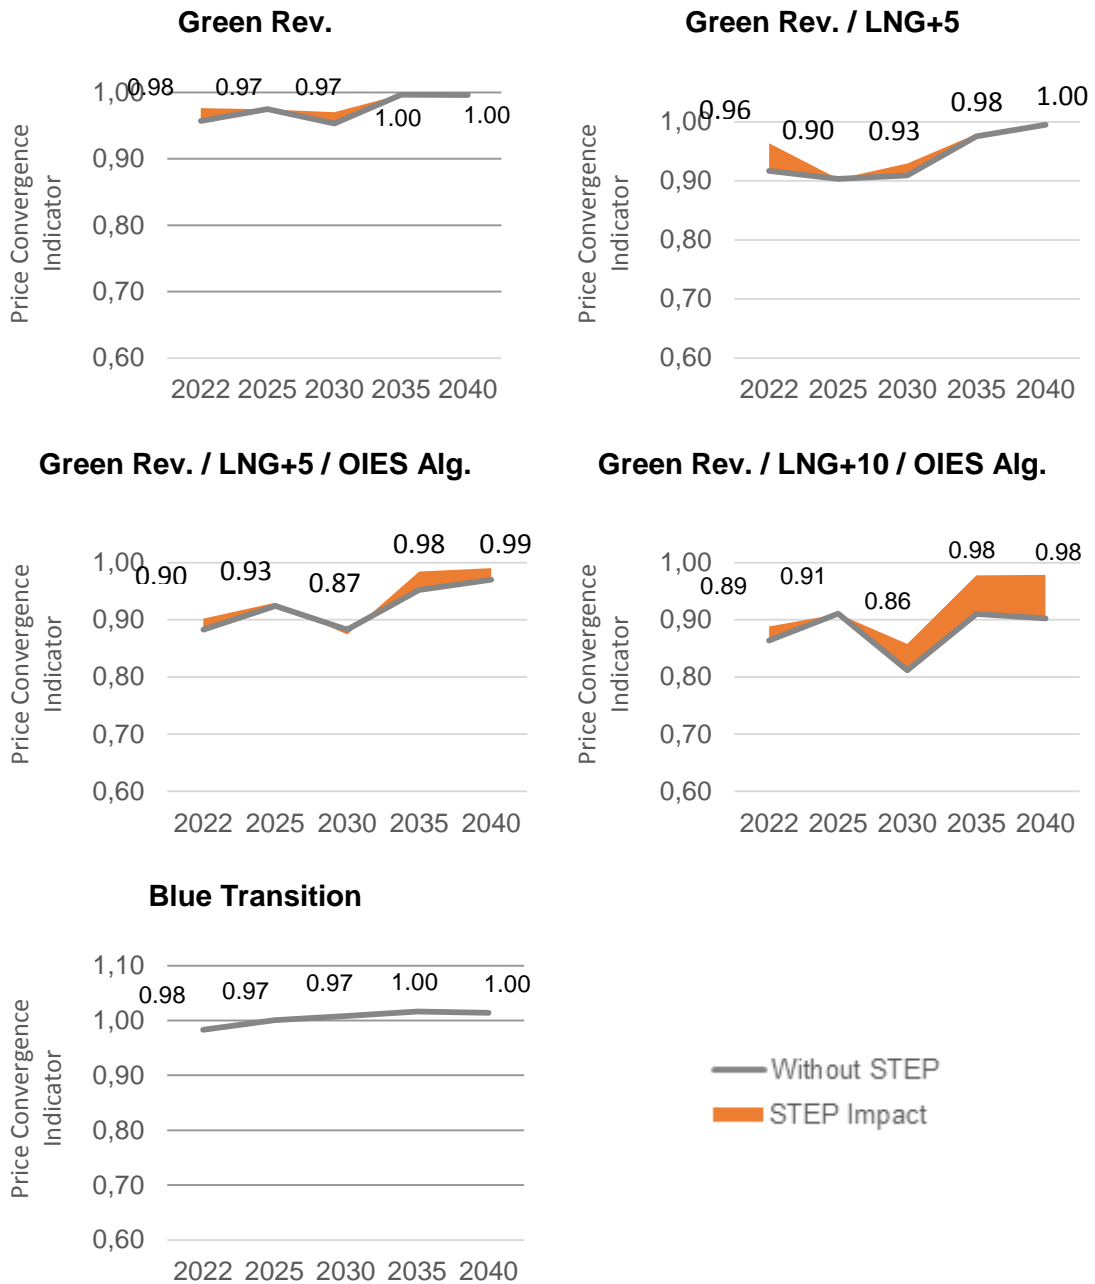 Green Rev.
0.98 0.97 0.97
1.00 1.00
1,00
0,90
0,80
0,70
0,60
Price Convergence
Indicator
2022 2025 2030 2035 2040
Green Rev. / LNG+5
0.96 0.90 0.93 0.98 1.00
1,00
0,90
0,80
0,70
0,60
Price Convergence
Indicator
2022 2025 2030 2035 2040
Green Rev. / LNG+5 / OIES Alg.
0.90 0.93 0.87 0.98 0.99
1,00
0,90
0,80
0,70
0,60
Price Convergence
Indicator
2022 2025 2030 2035 2040
Green Rev. / LNG+10 / OIES Alg.
0.89 0.91 0.86 0.98 0.98
1,00
0,90
0,80
0,70
0,60
Price Convergence
Indicator
2022 2025 2030 2035 2040
Blue Transition
0.98 0.97 0.97 1.00 1.00
1,10
1,00
0,90
0,80
0,70
0,60
Price Convergence
Indicator
2022 2025 2030 2035 2040
Without STEP
STEP Impact